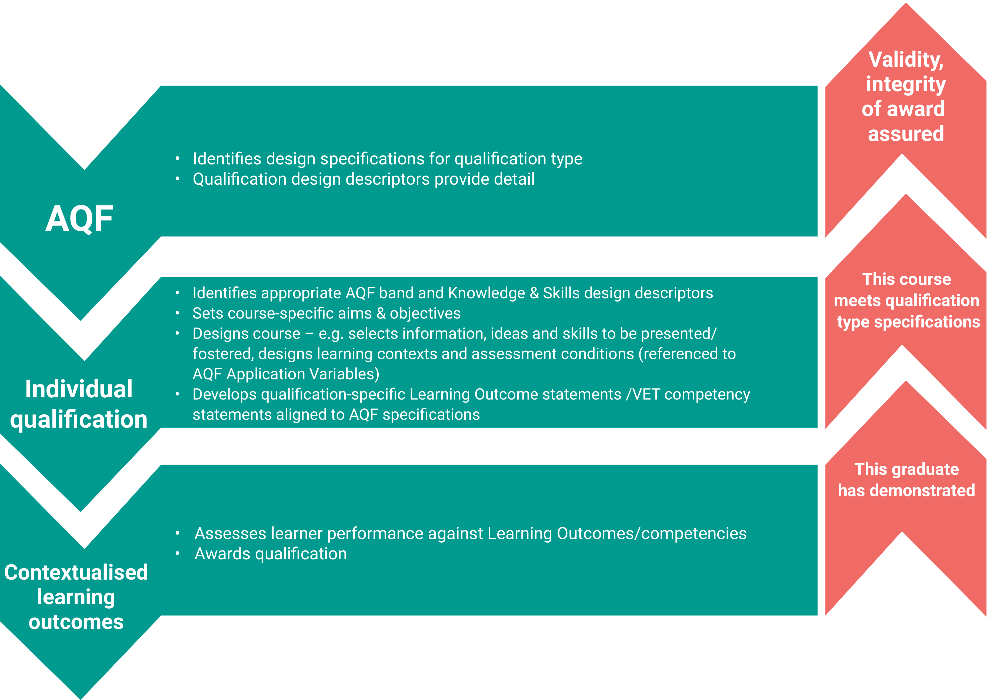 AQF
• Identifies design specifications for qualification type
• Qualification design descriptors provide detail
Validity,
integrity
of award
assured
Individual
qualification
• Identifies appropriate AQF band and Knowledge & Skills design descriptors
• Sets course-specific aims & objectives
• Designs course – e.g. selects information, ideas and skills to be presented/
fostered, designs learning contexts and assessment conditions (referenced to
AQF Application Variables)
• Develops qualification-specific Learning Outcome statements /VET competency
statements aligned to AQF specifications
This course
meets qualification
type specifications
Contextualised
learning
outcomes
• Assesses learner performance against Learning Outcomes/competencies
• Awards qualification
This graduate
has demonstrated